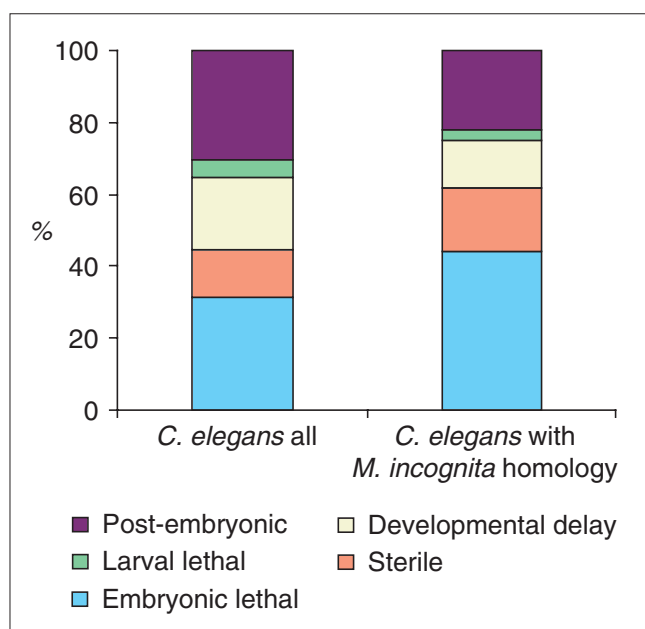 100
80
60
%
40
20
0
C. elegans all
C. elegans with
M. incognita homology
Post-embryonic
Developmental delay
Larval lethal
Sterile
Embryonic lethal